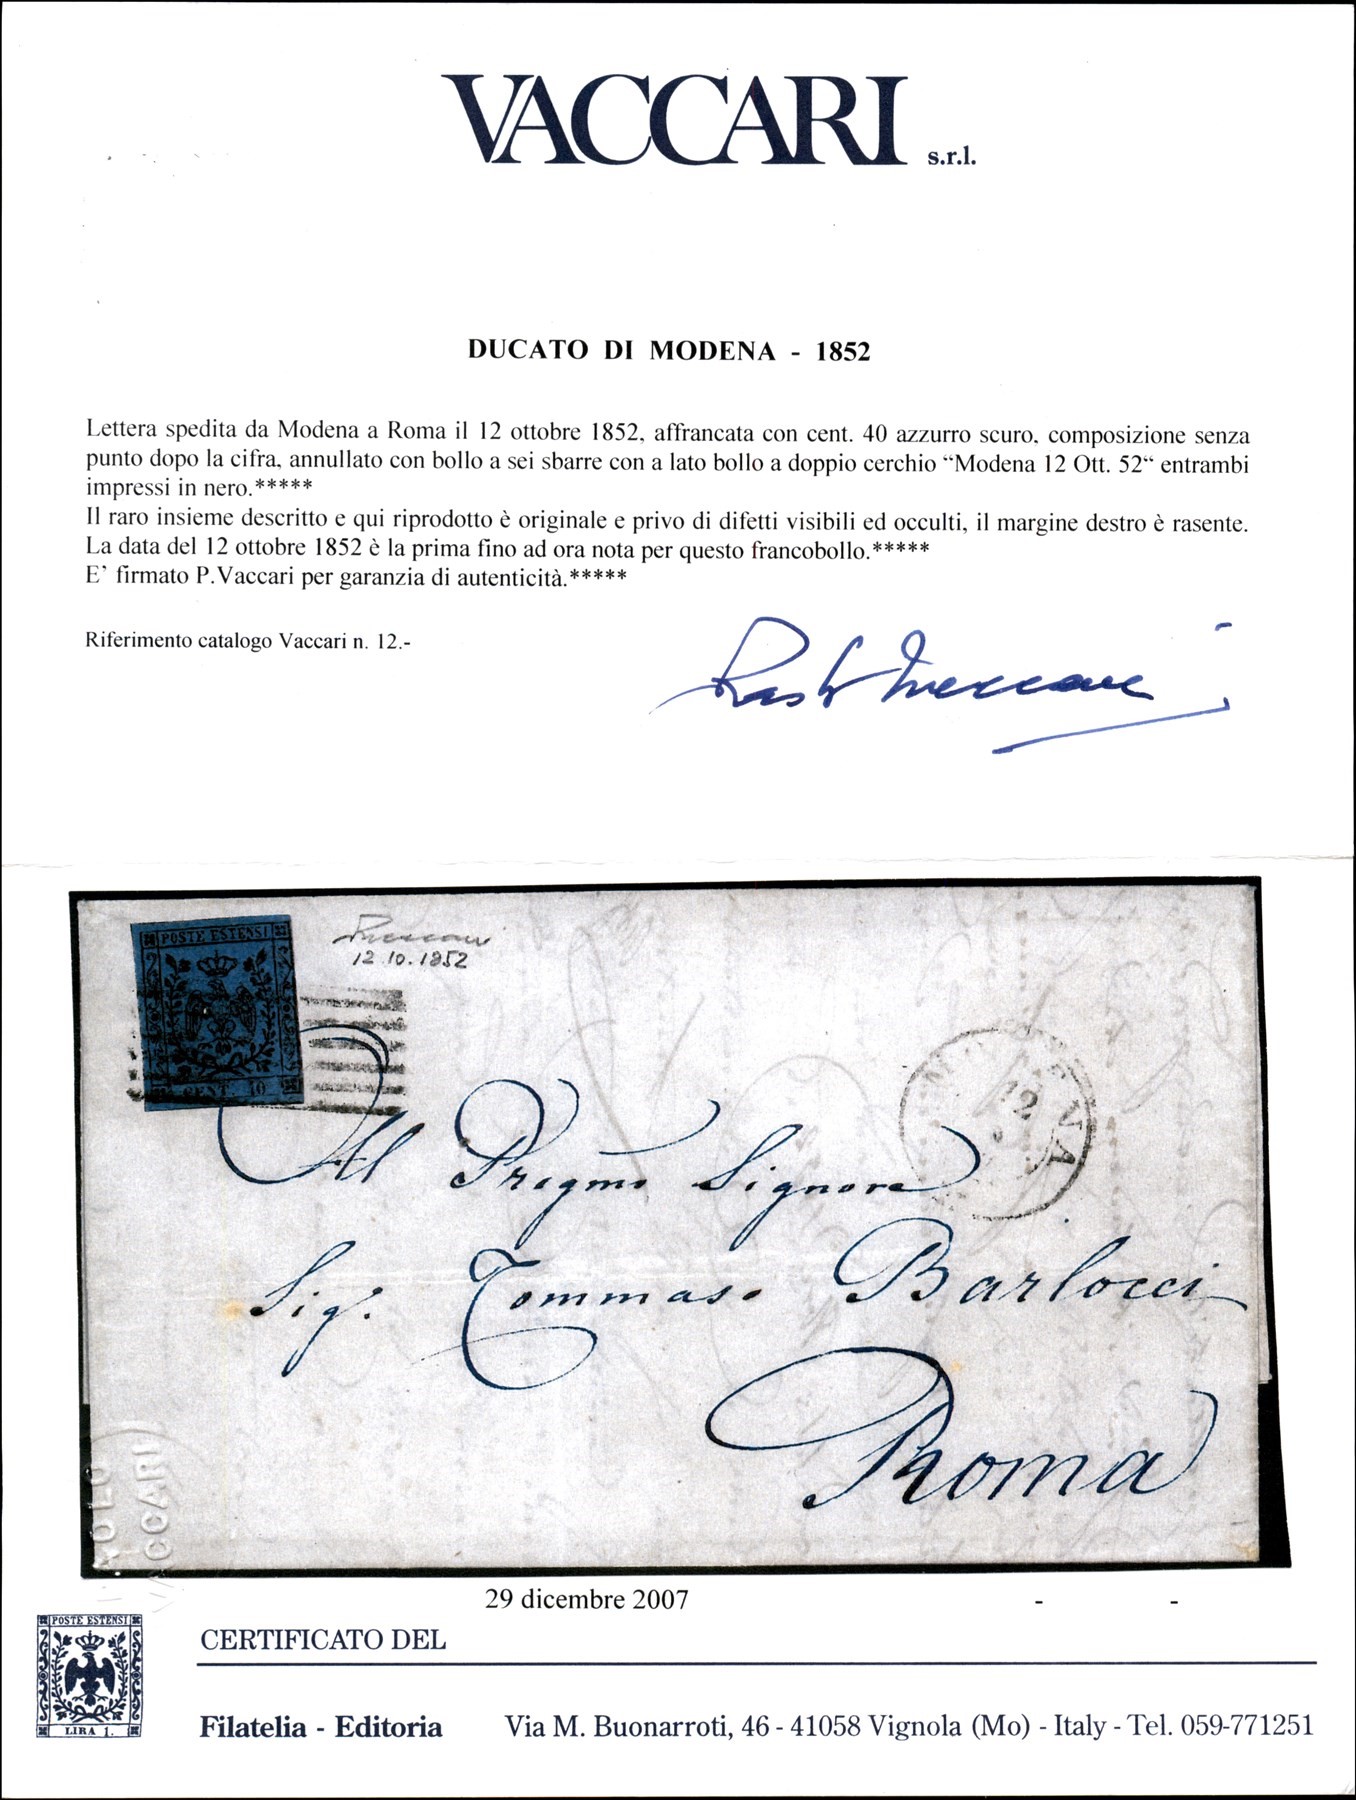 VACCARI s.r.l.
DUCATO DI MODENA - 1852
Lettera spedita da Modena a Roma il 12 ottobre 1852, affrancata con cent. 40 azzurro scuro, composizione senza
punto dopo la cifra, annullato con bollo a sei sbarre con a lato bollo a doppio cerchio “Modena 12 Ott. 52“ entrambi
impressi in nero.*****
Il raro insieme descritto e qui riprodotto è originale e privo di difetti visibili ed occulti, il margine destro è rasente.
La data del 12 ottobre 1852 è la prima fino ad ora nota per questo francobollo.*****
E’ firmato P.Vaccari per garanzia di autenticità.*****
Riferimento catalogo Vaccari n. 12.-
POSTE ESTENSI
CENT. 40
12.10.1852
12
Al Pregmo Signore
Sigr. Tommaso Barlocci
Roma
VACCARI
29 dicembre 2007 - -
POSTE ESTENSI
LIRA 1.
CERTIFICATO DEL
Filatelia - Editoria Via M. Buonarroti, 46 - 41058 Vignola (Mo) - Italy - Tel. 059-771251